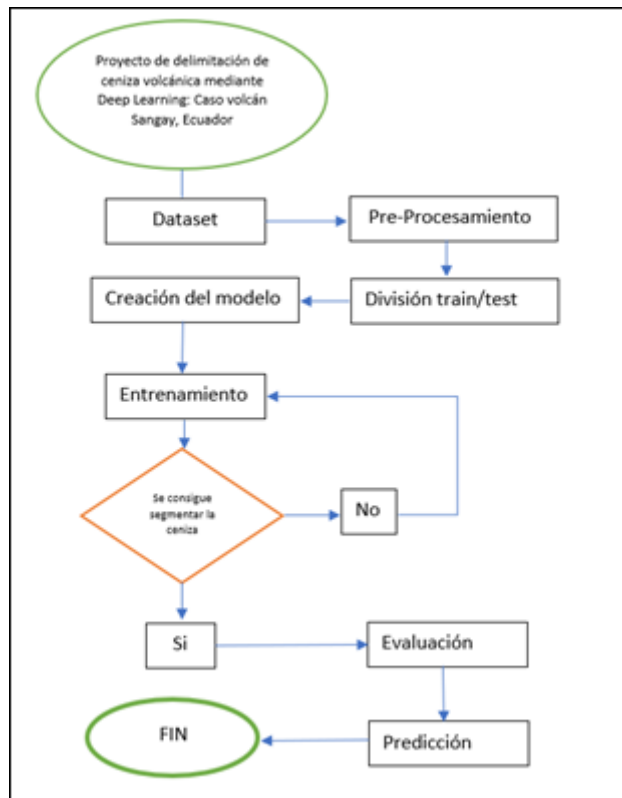 Proyecto de delimitación de
ceniza volcánica mediante
Deep Learning: Caso volcán
Sangay, Ecuador
Dataset
Pre-Procesamiento
División train/test
Creación del modelo
Entrenamiento
Se consigue
segmentar la
ceniza
No
Si
Evaluación
Predicción
FIN